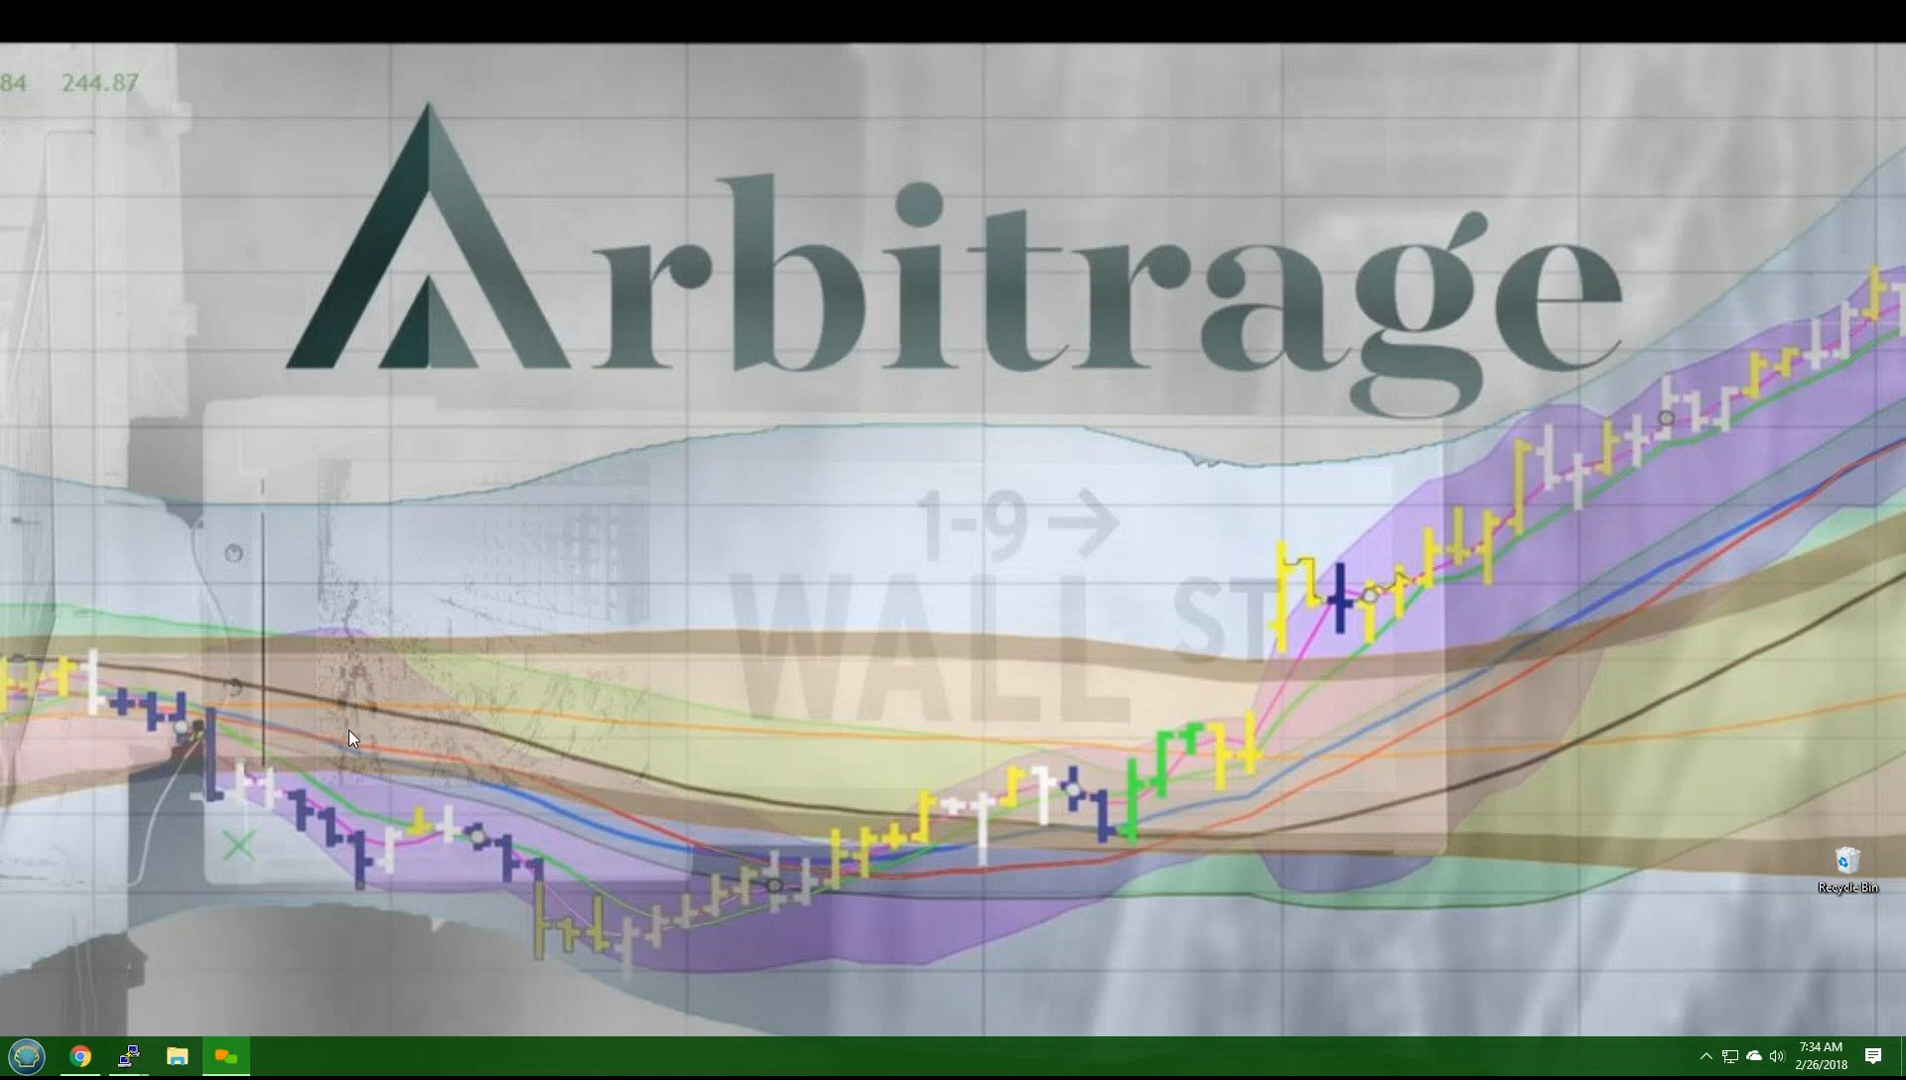 84 244.87
Arbitrage
1-9 →
WALL ST
Recycle Bin
7:34 AM
2/26/2018